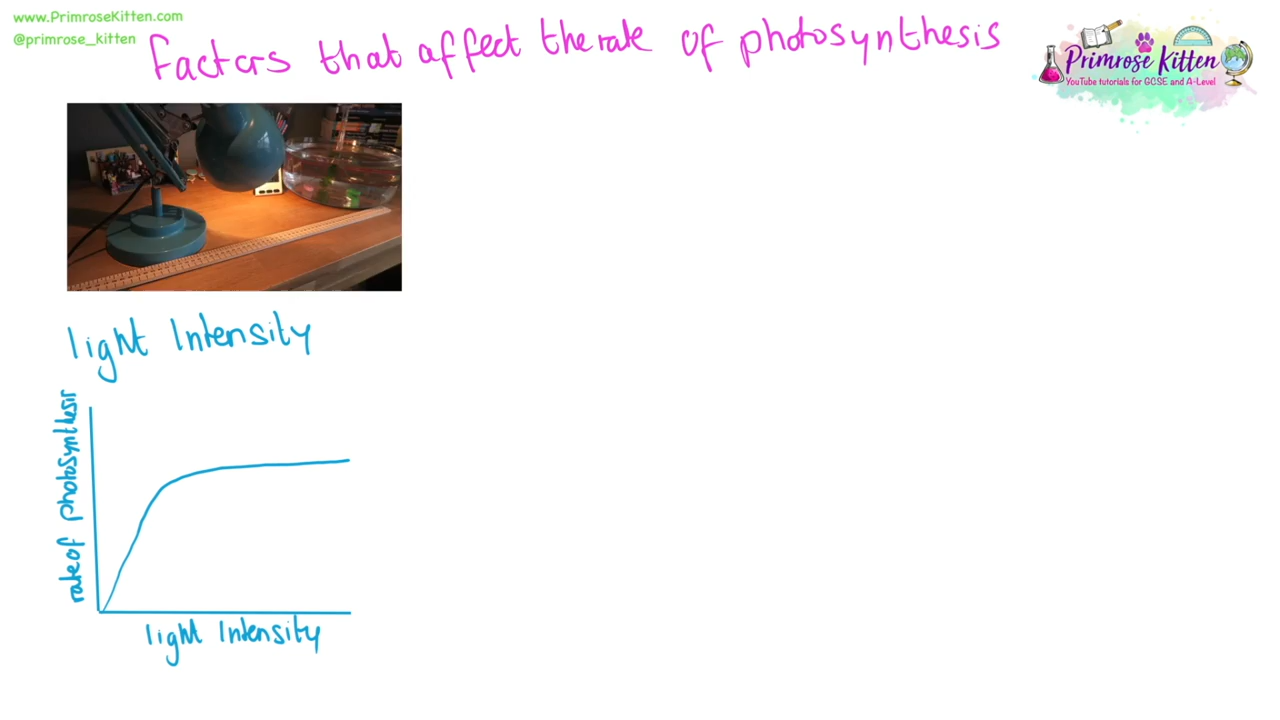 www.PrimroseKitten.com
@primrose_kitten
factors that affect the rate of photosynthesis
Primrose Kitten
YouTube tutorials for GCSE and A-Level
light Intensity
rate of photosynthesis
light Intensity